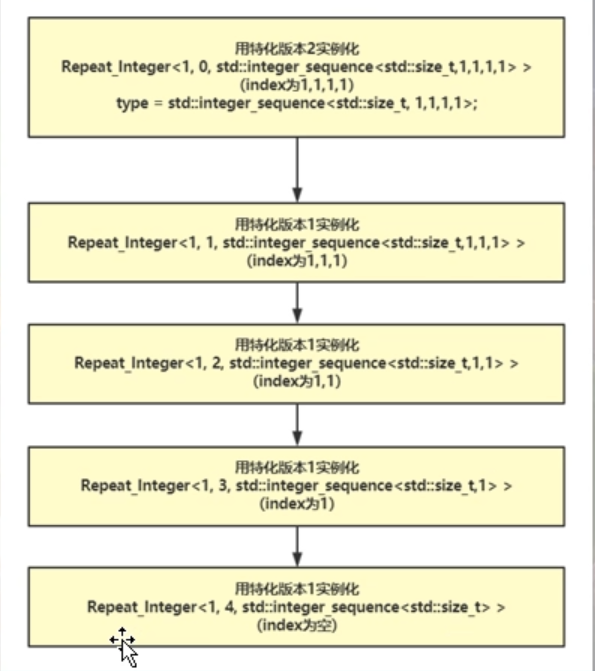 用特化版本2实例化
Repeat_Integer<1, 0, std::integer_sequence<std::size_t,1,1,1,1> >
(index为1,1,1,1)
type = std::integer_sequence<std::size_t, 1,1,1,1>;
用特化版本1实例化
Repeat_Integer<1, 1, std::integer_sequence<std::size_t,1,1,1> >
(index为1,1,1)
用特化版本1实例化
Repeat_Integer<1, 2, std::integer_sequence<std::size_t,1,1> >
(index为1,1)
用特化版本1实例化
Repeat_Integer<1, 3, std::integer_sequence<std::size_t,1> >
(index为1)
用特化版本1实例化
Repeat_Integer<1, 4, std::integer_sequence<std::size_t> >
(index为空)